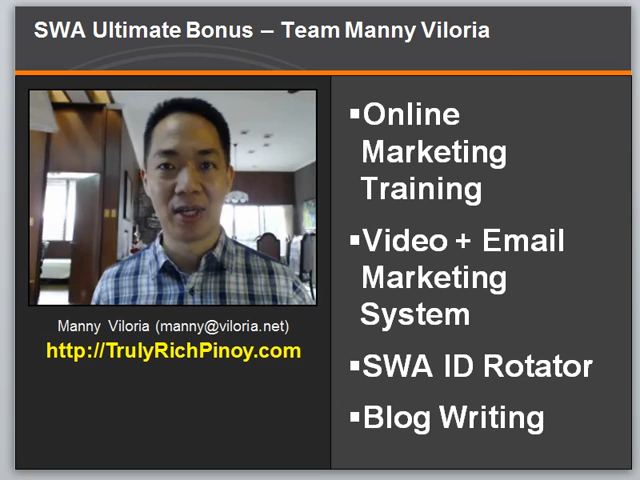 SWA Ultimate Bonus – Team Manny Viloria
Manny Viloria (manny@viloria.net)
http://TrulyRichPinoy.com
▪Online
Marketing
Training
▪Video + Email
Marketing
System
▪SWA ID Rotator
▪Blog Writing